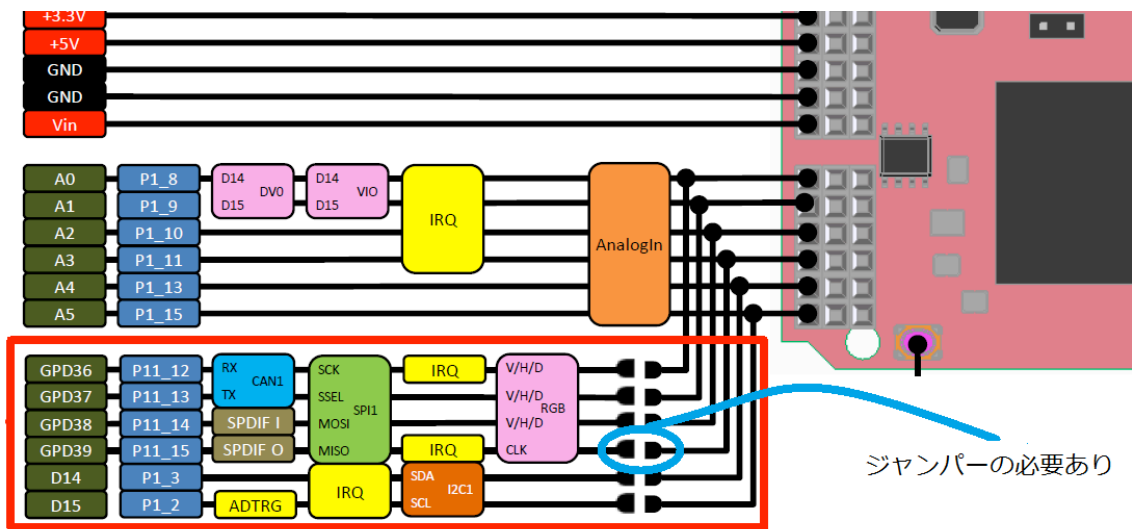 +3.3V
+5V
GND
GND
Vin
A0 P1_8 D14 DV0 D14 VIO
A1 P1_9 D15 D15 IRQ
A2 P1_10
A3 P1_11 AnalogIn
A4 P1_13
A5 P1_15
GPD36 P11_12 RX CAN1 SCK IRQ V/H/D
GPD37 P11_13 TX SSEL SPI1 V/H/D RGB
GPD38 P11_14 SPDIF I MOSI V/H/D
GPD39 P11_15 SPDIF O MISO IRQ CLK
D14 P1_3 IRQ SDA I2C1
D15 P1_2 ADTRG SCL
ジャンパーの必要あり